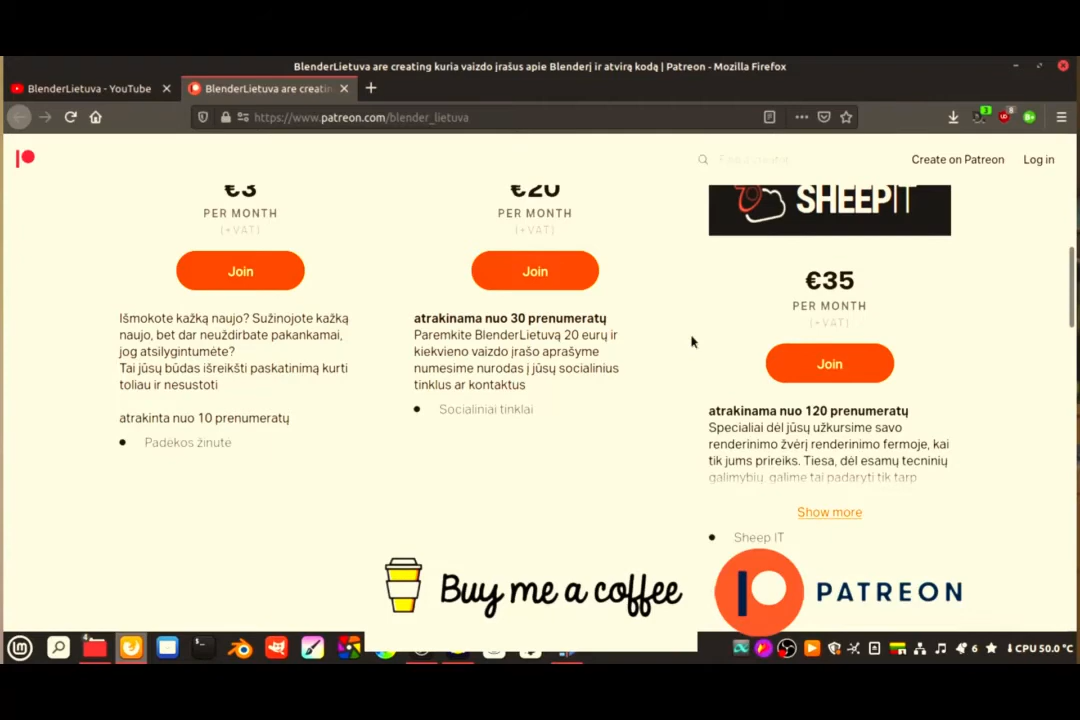 BlenderLietuva are creating kuria vaizdo įrašus apie Blenderį ir atvirą kodą | Patreon - Mozilla Firefox
BlenderLietuva - YouTube
BlenderLietuva are creatin
https://www.patreon.com/blender_lietuva
Create on Patreon
Log in
€3
PER MONTH
(+VAT)
Join
Išmokote kažką naujo? Sužinojote kažką
naujo, bet dar neuždirbate pakankamai,
jog atsilygintumėte?
Tai jūsų būdas išreikšti paskatinimą kurti
toliau ir nesustoti
atrakinta nuo 10 prenumeratų
Padėkos žinutė
€20
PER MONTH
(+VAT)
Join
atrakinama nuo 30 prenumeratų
Paremkite BlenderLietuvą 20 eurų ir
kiekvieno vaizdo įrašo aprašyme
numesime nurodas į jūsų socialinius
tinklus ar kontaktus
Socialiniai tinklai
SHEEPIT
€35
PER MONTH
(+VAT)
Join
atrakinama nuo 120 prenumeratų
Specialiai dėl jūsų užkursime savo
renderinimo žvėrį renderinimo fermoje, kai
tik jums prireiks. Tiesa, dėl esamų tecninių
galimybių, galime tai padaryti tik tarp
Show more
Sheep IT
Buy me a coffee
PATREON
6
CPU 50.0 °C